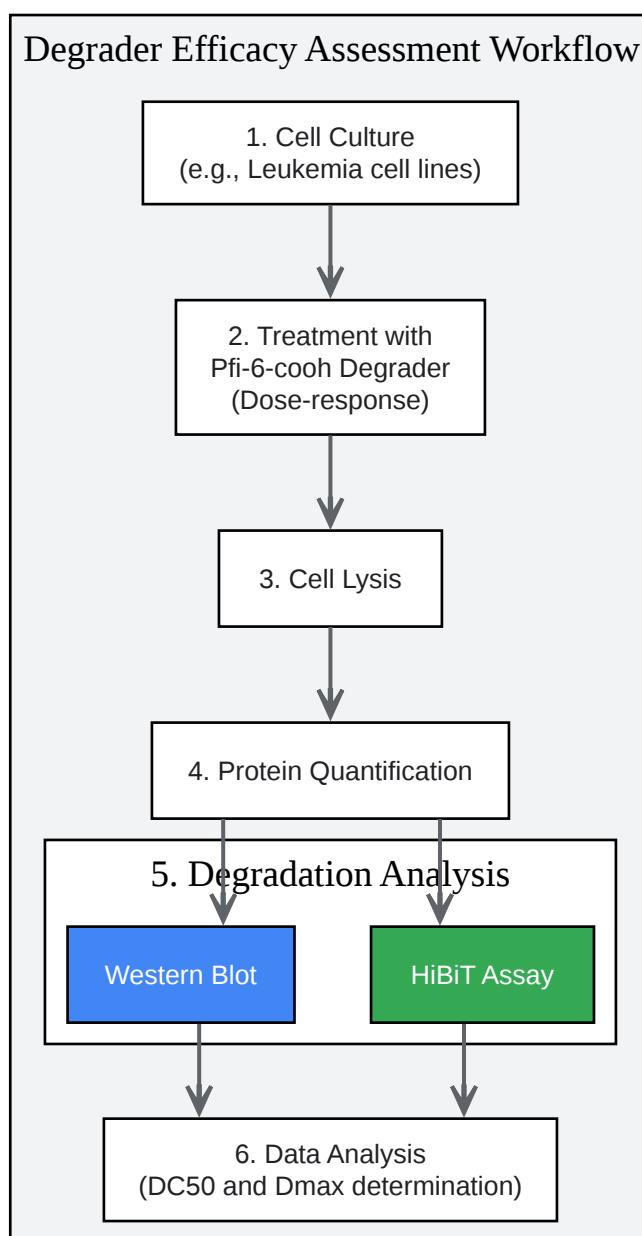 Degrader Efficacy Assessment Workflow
1. Cell Culture
(e.g., Leukemia cell lines)
2. Treatment with
Pfi-6-cooh Degrader
(Dose-response)
3. Cell Lysis
4. Protein Quantification
5. Degradation Analysis
Western Blot
HiBiT Assay
6. Data Analysis
(DC50 and Dmax determination)